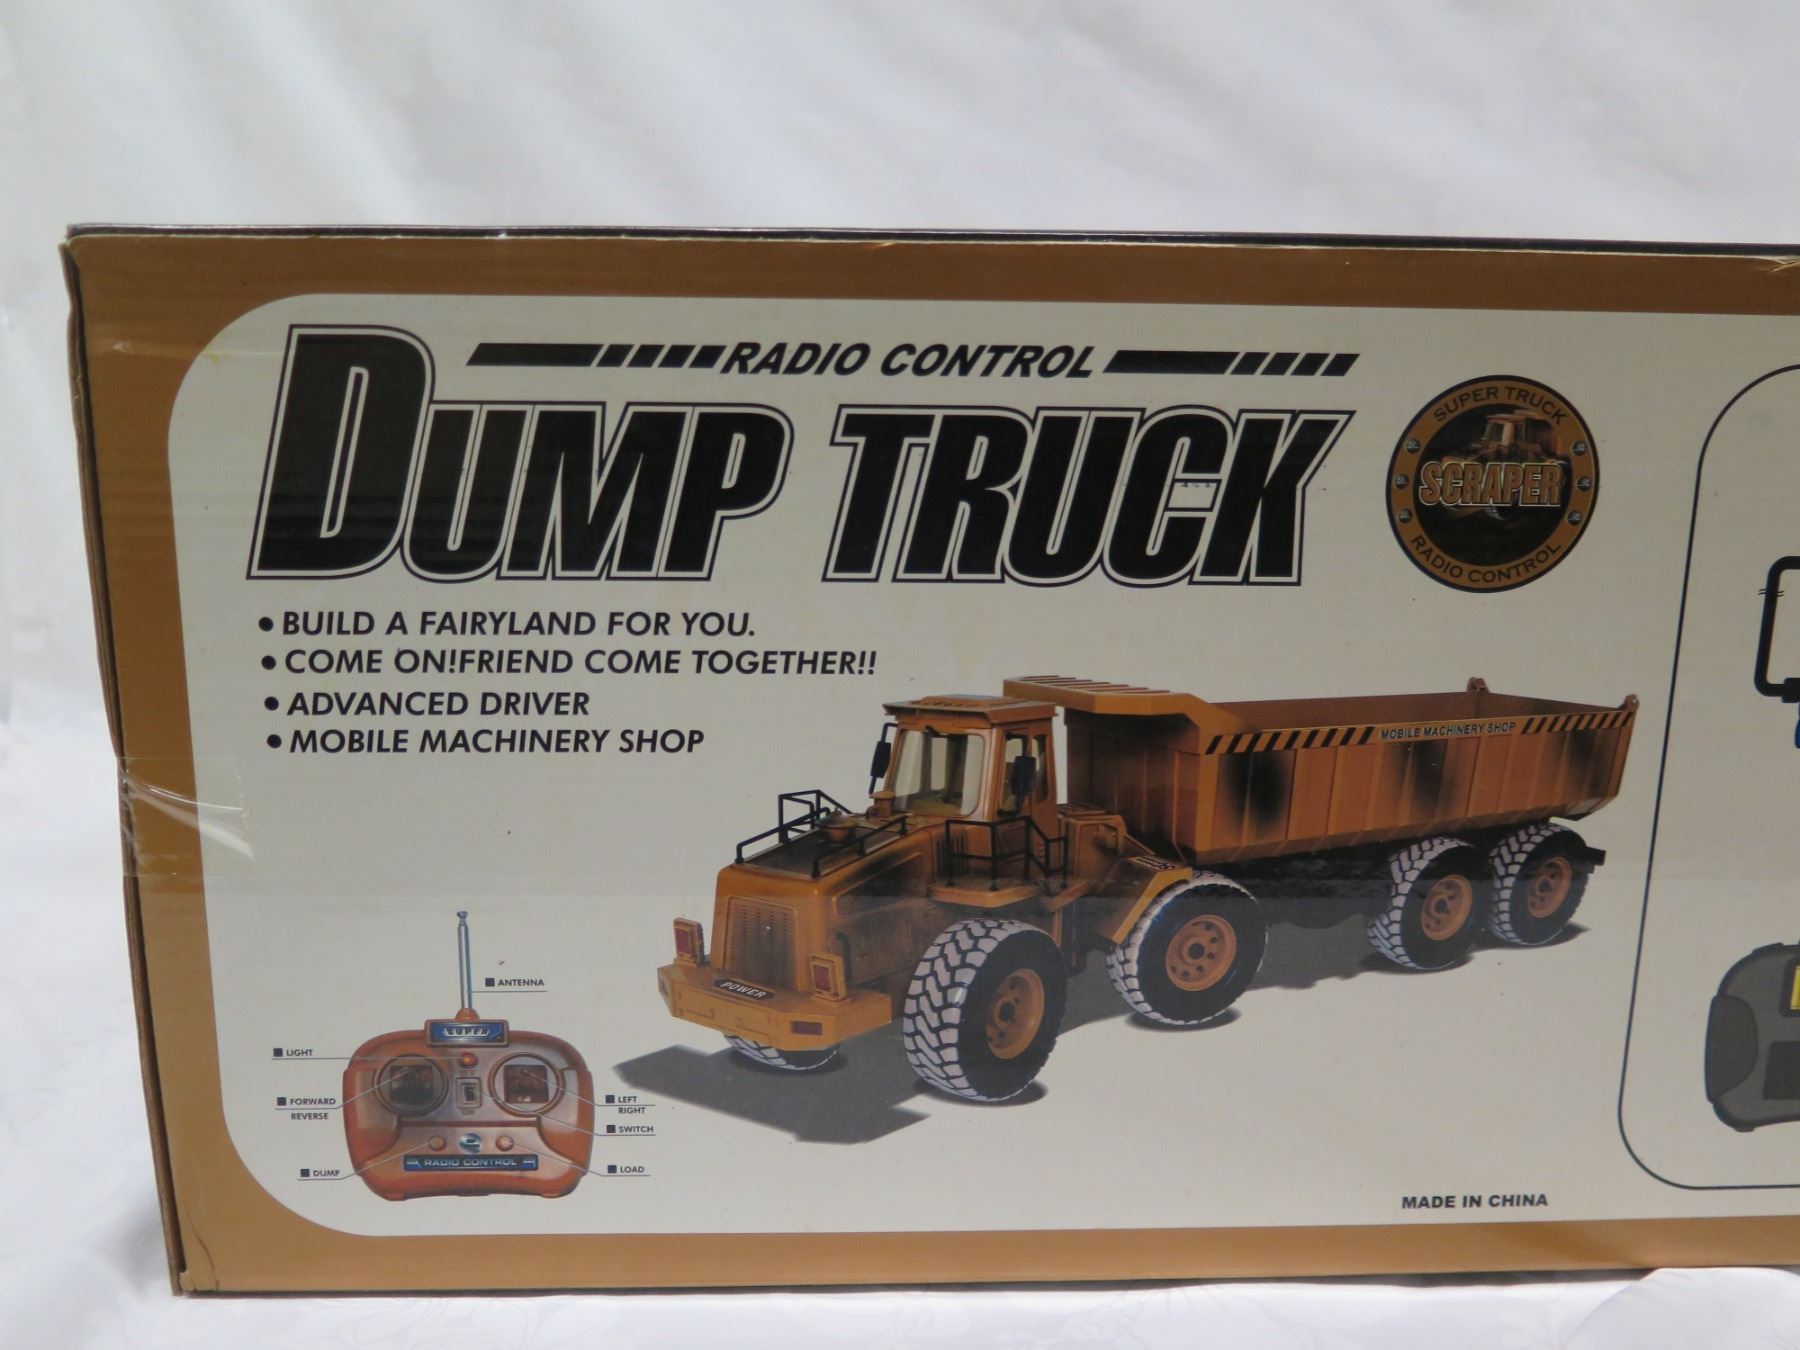 RADIO CONTROL
DUMP TRUCK
SUPER TRUCK
SCRAPER
RADIO CONTROL
• BUILD A FAIRYLAND FOR YOU.
• COME ON!FRIEND COME TOGETHER!!
• ADVANCED DRIVER
• MOBILE MACHINERY SHOP
MOBILE MACHINERY SHOP
POWER
ANTENNA
SUPER
LIGHT
OFF
ON
FORWARD
REVERSE
LEFT
RIGHT
SWITCH
DUMP
LOAD
RADIO CONTROL
MADE IN CHINA